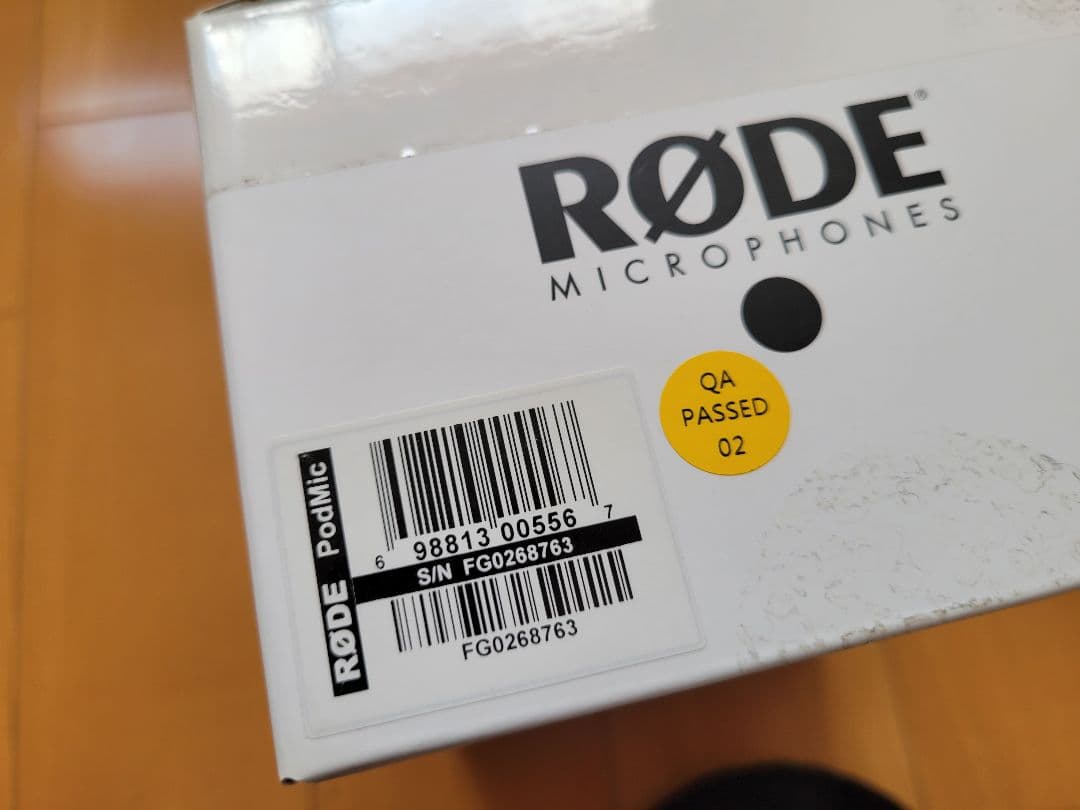 RØDE®
MICROPHONES
QA
PASSED
02
RØDE PodMic
6 98813 00556 7
S/N FG0268763
FG0268763